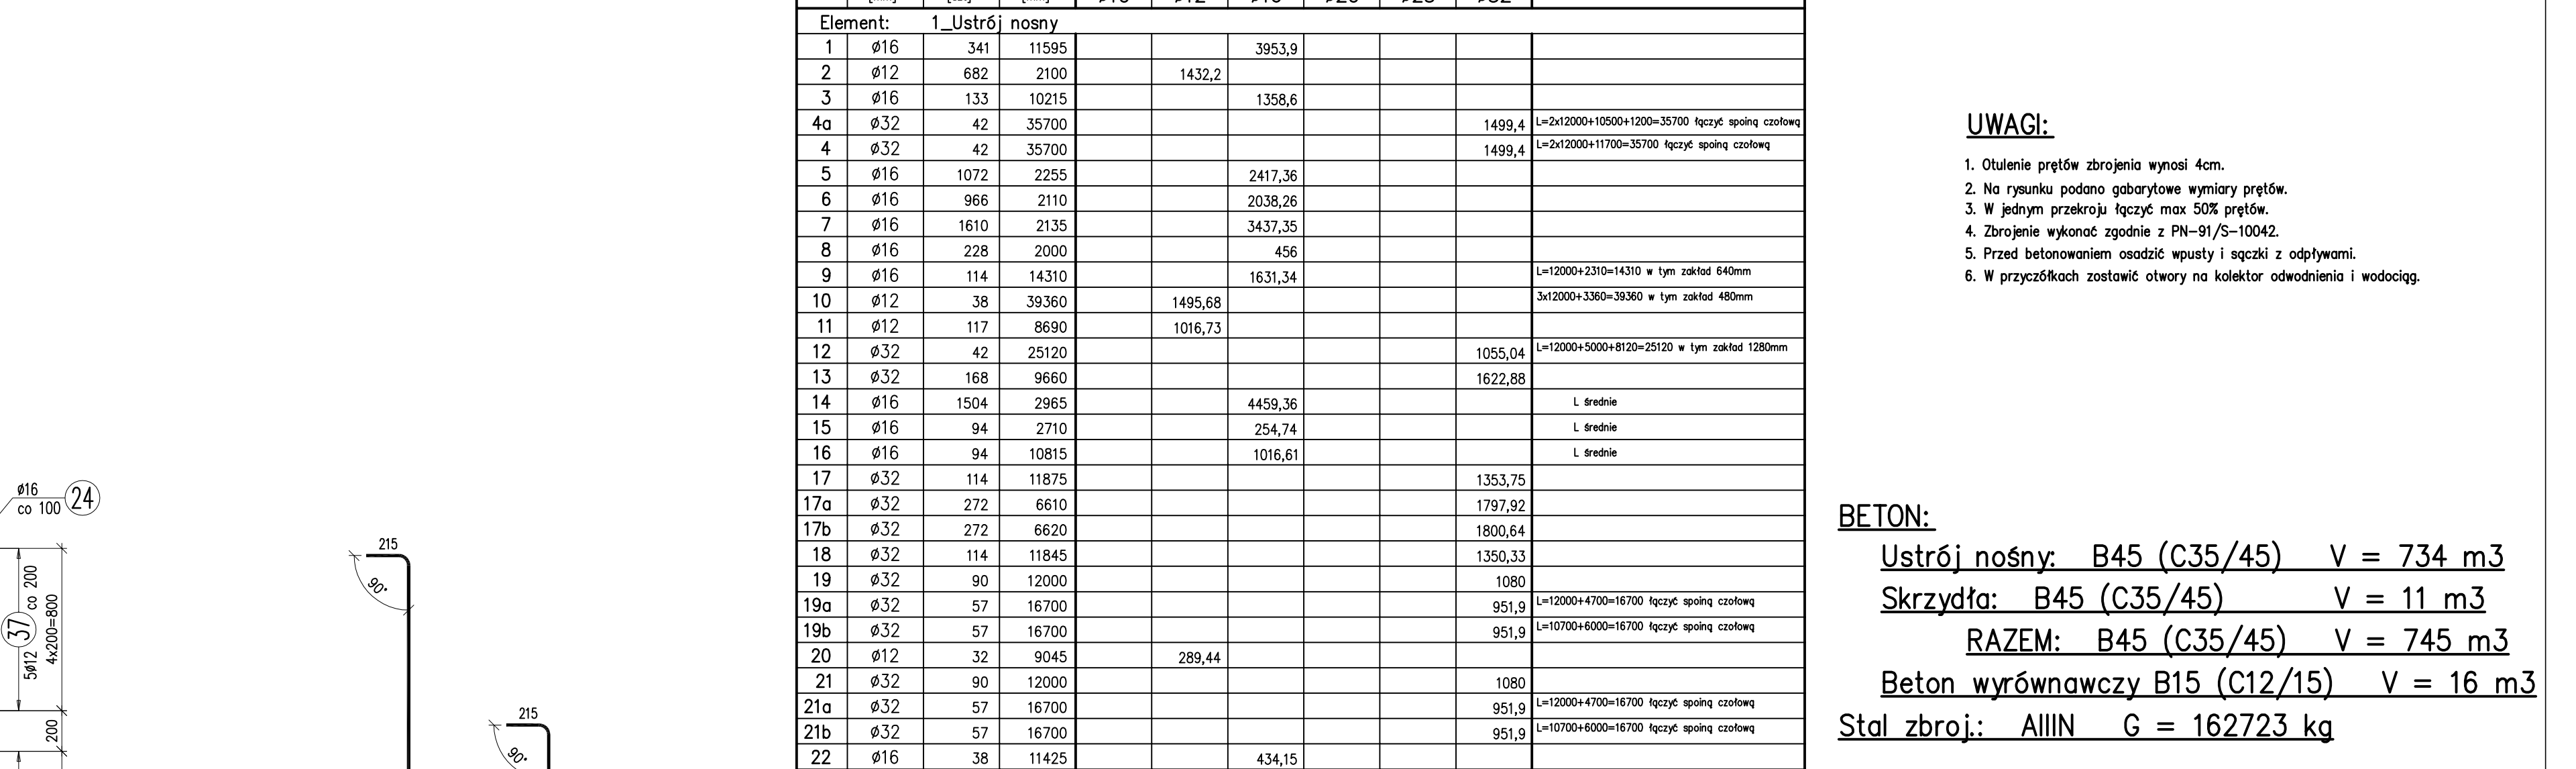 Element: 1_Ustrój nosny
1 ø16 341 11595 3953,9
2 ø12 682 2100 1432,2
3 ø16 133 10215 1358,6
4a ø32 42 35700 1499,4 L=2x12000+10500+1200=35700 łączyć spoiną czołową
4 ø32 42 35700 1499,4 L=2x12000+11700=35700 łączyć spoiną czołową
5 ø16 1072 2255 2417,36
6 ø16 966 2110 2038,26
7 ø16 1610 2135 3437,35
8 ø16 228 2000 456
9 ø16 114 14310 1631,34 L=12000+2310=14310 w tym zakład 640mm
10 ø12 38 39360 1495,68 3x12000+3360=39360 w tym zakład 480mm
11 ø12 117 8690 1016,73
12 ø32 42 25120 1055,04 L=12000+5000+8120=25120 w tym zakład 1280mm
13 ø32 168 9660 1622,88
14 ø16 1504 2965 4459,36 L średnie
15 ø16 94 2710 254,74 L średnie
16 ø16 94 10815 1016,61 L średnie
17 ø32 114 11875 1353,75
17a ø32 272 6610 1797,92
17b ø32 272 6620 1800,64
18 ø32 114 11845 1350,33
19 ø32 90 12000 1080
19a ø32 57 16700 951,9 L=12000+4700=16700 łączyć spoiną czołową
19b ø32 57 16700 951,9 L=10700+6000=16700 łączyć spoiną czołową
20 ø12 32 9045 289,44
21 ø32 90 12000 1080
21a ø32 57 16700 951,9 L=12000+4700=16700 łączyć spoiną czołową
21b ø32 57 16700 951,9 L=10700+6000=16700 łączyć spoiną czołową
22 ø16 38 11425 434,15
ø16
co 100
24
37
5ø12 co 200
4x200=800
200
215
90°
215
90°
UWAGI:
1. Otulenie prętów zbrojenia wynosi 4cm.
2. Na rysunku podano gabarytowe wymiary prętów.
3. W jednym przekroju łączyć max 50% prętów.
4. Zbrojenie wykonać zgodnie z PN-91/S-10042.
5. Przed betonowaniem osadzić wpusty i sączki z odpływami.
6. W przyczółkach zostawić otwory na kolektor odwodnienia i wodociąg.
BETON:
Ustrój nośny: B45 (C35/45) V = 734 m3
Skrzydła: B45 (C35/45) V = 11 m3
RAZEM: B45 (C35/45) V = 745 m3
Beton wyrównawczy B15 (C12/15) V = 16 m3
Stal zbroj.: AIIIN G = 162723 kg